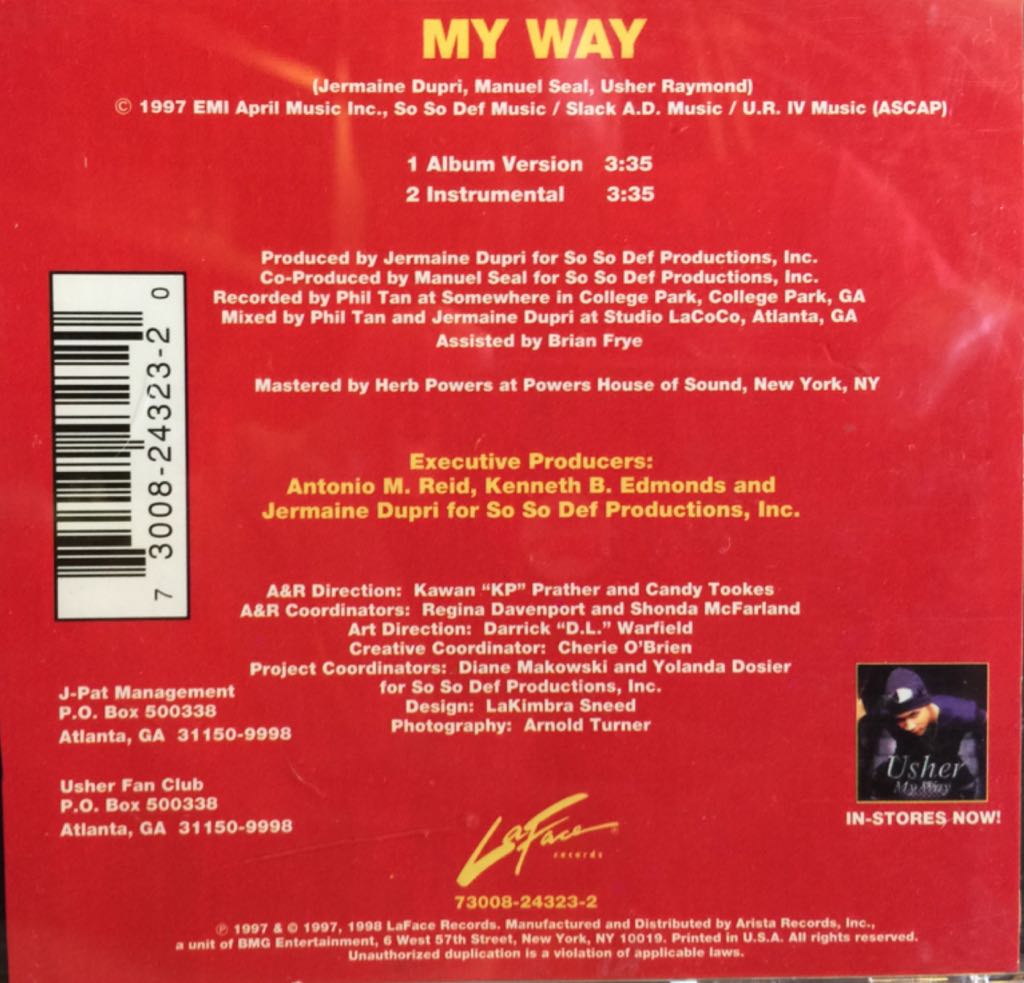 MY WAY
(Jermaine Dupri, Manuel Seal, Usher Raymond)
© 1997 EMI April Music Inc., So So Def Music / Slack A.D. Music / U.R. IV Music (ASCAP)
1 Album Version 3:35
2 Instrumental 3:35
Produced by Jermaine Dupri for So So Def Productions, Inc.
Co-Produced by Manuel Seal for So So Def Productions, Inc.
Recorded by Phil Tan at Somewhere in College Park, College Park, GA
Mixed by Phil Tan and Jermaine Dupri at Studio LaCoCo, Atlanta, GA
Assisted by Brian Frye
Mastered by Herb Powers at Powers House of Sound, New York, NY
7 3008-24323-2 0
Executive Producers:
Antonio M. Reid, Kenneth B. Edmonds and
Jermaine Dupri for So So Def Productions, Inc.
A&R Direction: Kawan "KP" Prather and Candy Tookes
A&R Coordinators: Regina Davenport and Shonda McFarland
Art Direction: Darrick "D.L." Warfield
Creative Coordinator: Cherie O'Brien
Project Coordinators: Diane Makowski and Yolanda Dosier
for So So Def Productions, Inc.
Design: LaKimbra Sneed
Photography: Arnold Turner
J-Pat Management
P.O. Box 500338
Atlanta, GA 31150-9998
Usher Fan Club
P.O. Box 500338
Atlanta, GA 31150-9998
Usher
My Way
IN-STORES NOW!
LaFace
records
73008-24323-2
℗ 1997 & © 1997, 1998 LaFace Records. Manufactured and Distributed by Arista Records, Inc.,
a unit of BMG Entertainment, 6 West 57th Street, New York, NY 10019. Printed in U.S.A. All rights reserved.
Unauthorized duplication is a violation of applicable laws.